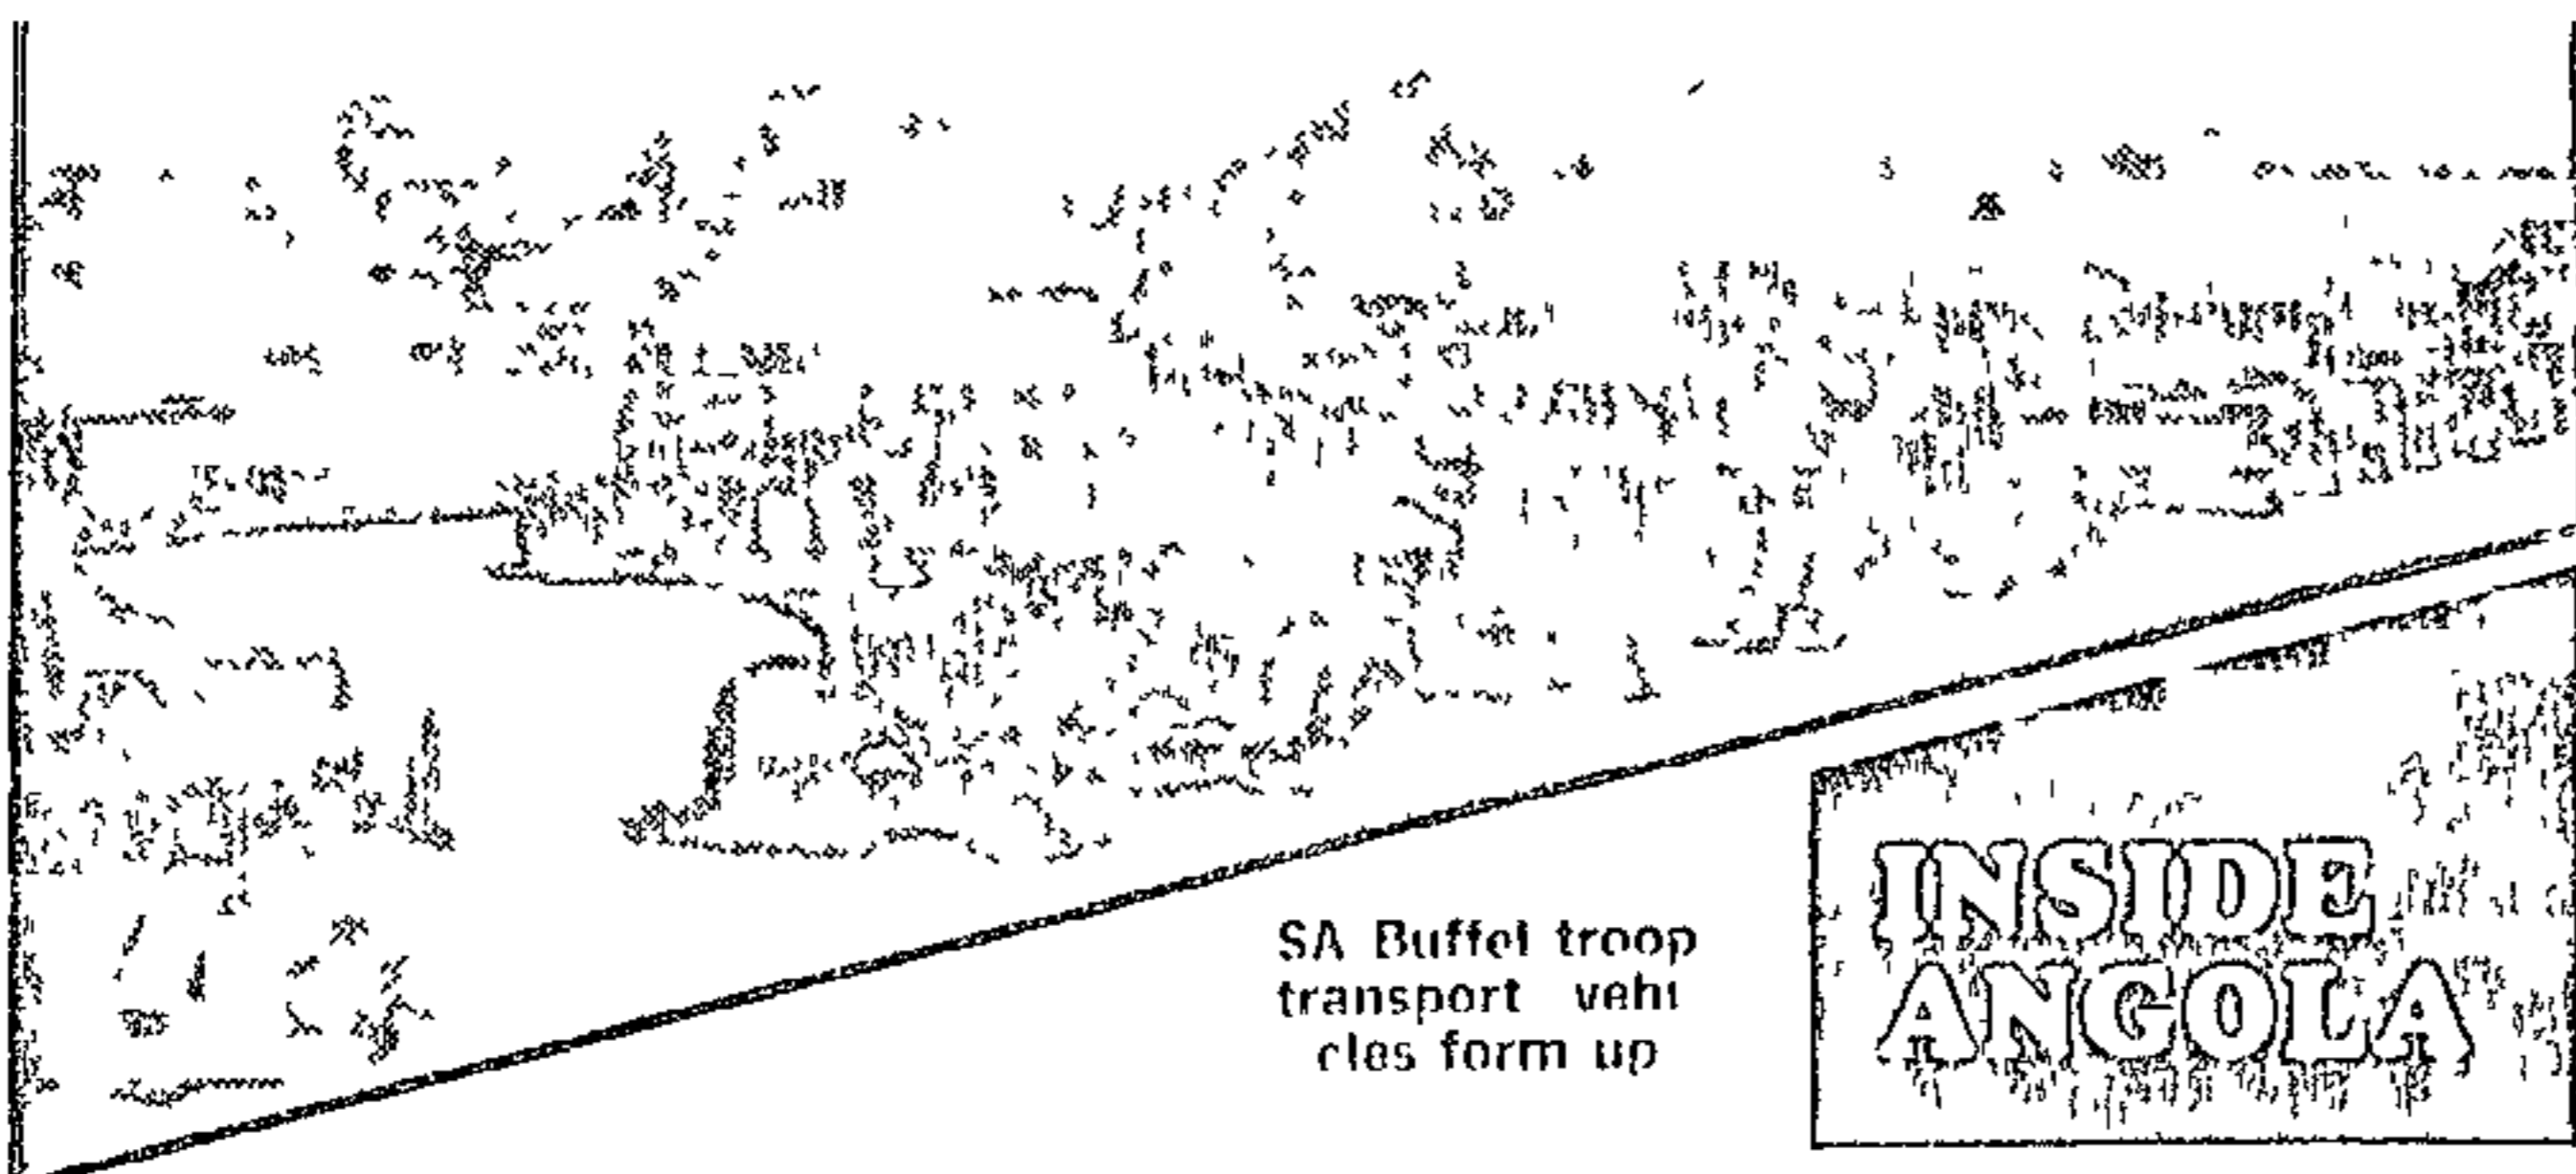 SA Buffel troop
transport vehi
cles form up
INSIDE
ANGOLA